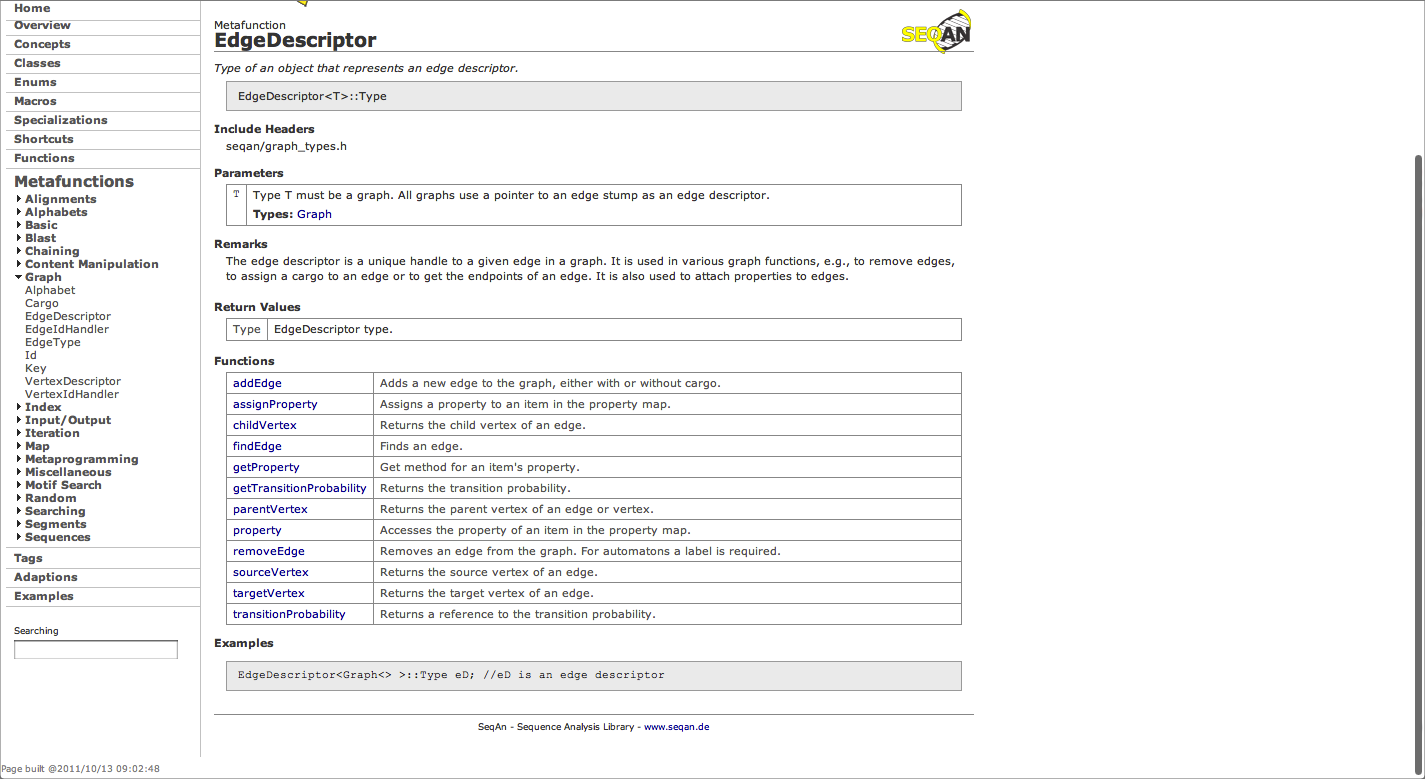 Home
Overview
Concepts
Classes
Enums
Macros
Specializations
Shortcuts
Functions
Metafunctions
Alignments
Alphabets
Basic
Blast
Chaining
Content Manipulation
Graph
Alphabet
Cargo
EdgeDescriptor
EdgeIdHandler
EdgeType
Id
Key
VertexDescriptor
VertexIdHandler
Index
Input/Output
Iteration
Map
Metaprogramming
Miscellaneous
Motif Search
Random
Searching
Segments
Sequences
Tags
Adaptions
Examples
Searching
Page built @2011/10/13 09:02:48
Metafunction
EdgeDescriptor
SEQAN
Type of an object that represents an edge descriptor.
EdgeDescriptor<T>::Type
Include Headers
seqan/graph_types.h
Parameters
T Type T must be a graph. All graphs use a pointer to an edge stump as an edge descriptor.
Types: Graph
Remarks
The edge descriptor is a unique handle to a given edge in a graph. It is used in various graph functions, e.g., to remove edges,
to assign a cargo to an edge or to get the endpoints of an edge. It is also used to attach properties to edges.
Return Values
Type EdgeDescriptor type.
Functions
addEdge Adds a new edge to the graph, either with or without cargo.
assignProperty Assigns a property to an item in the property map.
childVertex Returns the child vertex of an edge.
findEdge Finds an edge.
getProperty Get method for an item's property.
getTransitionProbability Returns the transition probability.
parentVertex Returns the parent vertex of an edge or vertex.
property Accesses the property of an item in the property map.
removeEdge Removes an edge from the graph. For automatons a label is required.
sourceVertex Returns the source vertex of an edge.
targetVertex Returns the target vertex of an edge.
transitionProbability Returns a reference to the transition probability.
Examples
EdgeDescriptor<Graph<> >::Type eD; //eD is an edge descriptor
SeqAn - Sequence Analysis Library - www.seqan.de